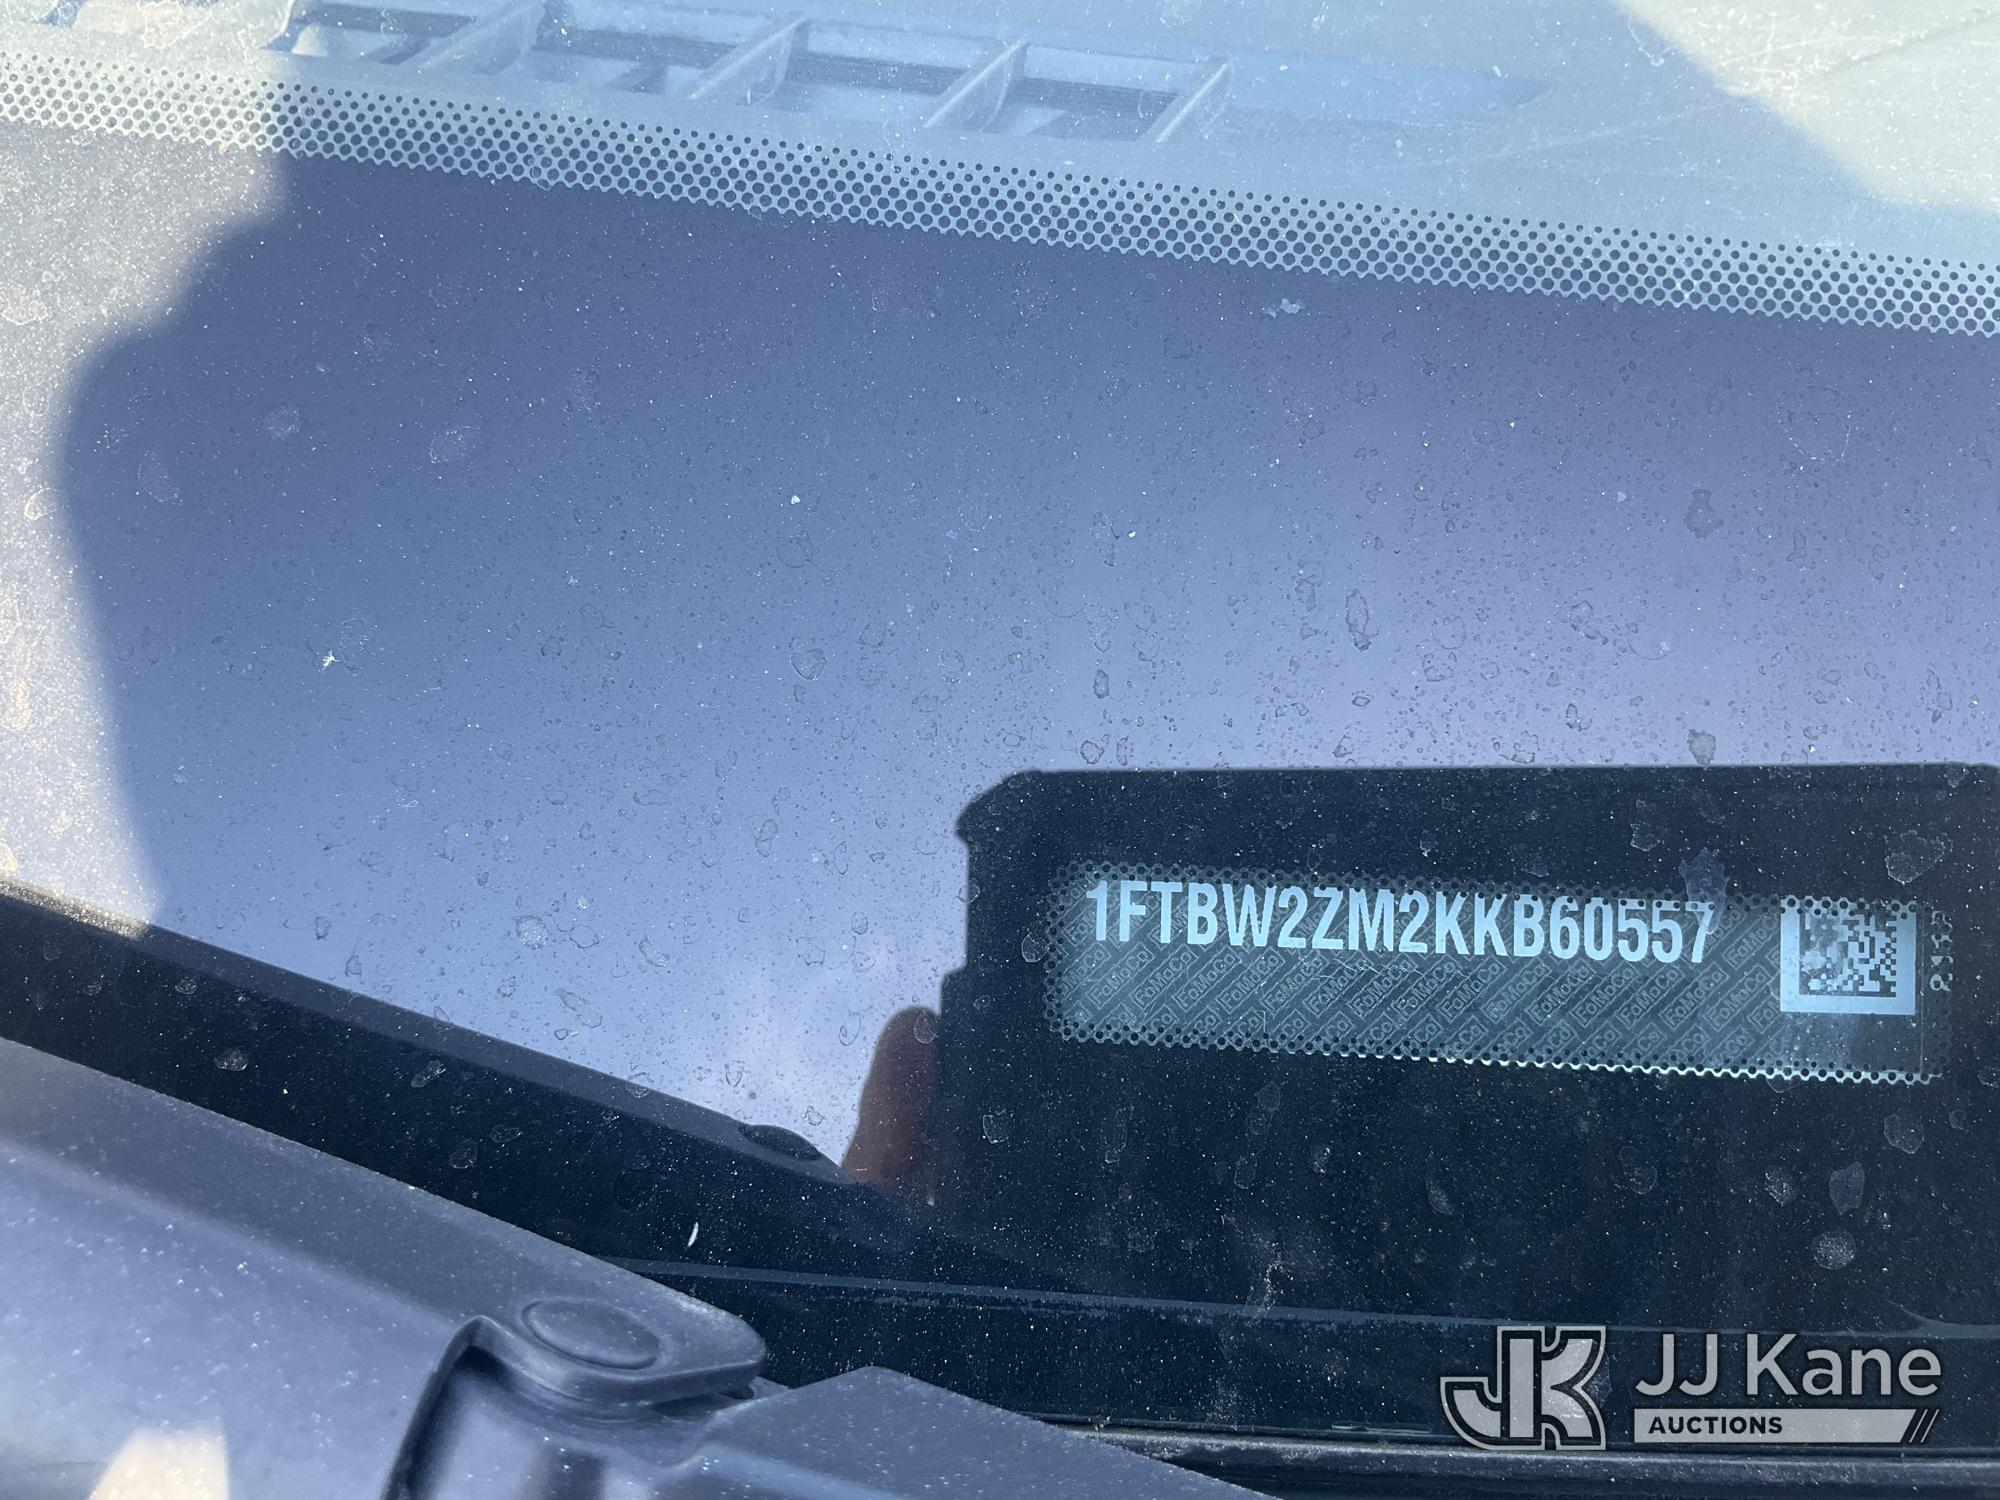 1FTBW2ZM2KKB60557
JJ Kane
AUCTIONS